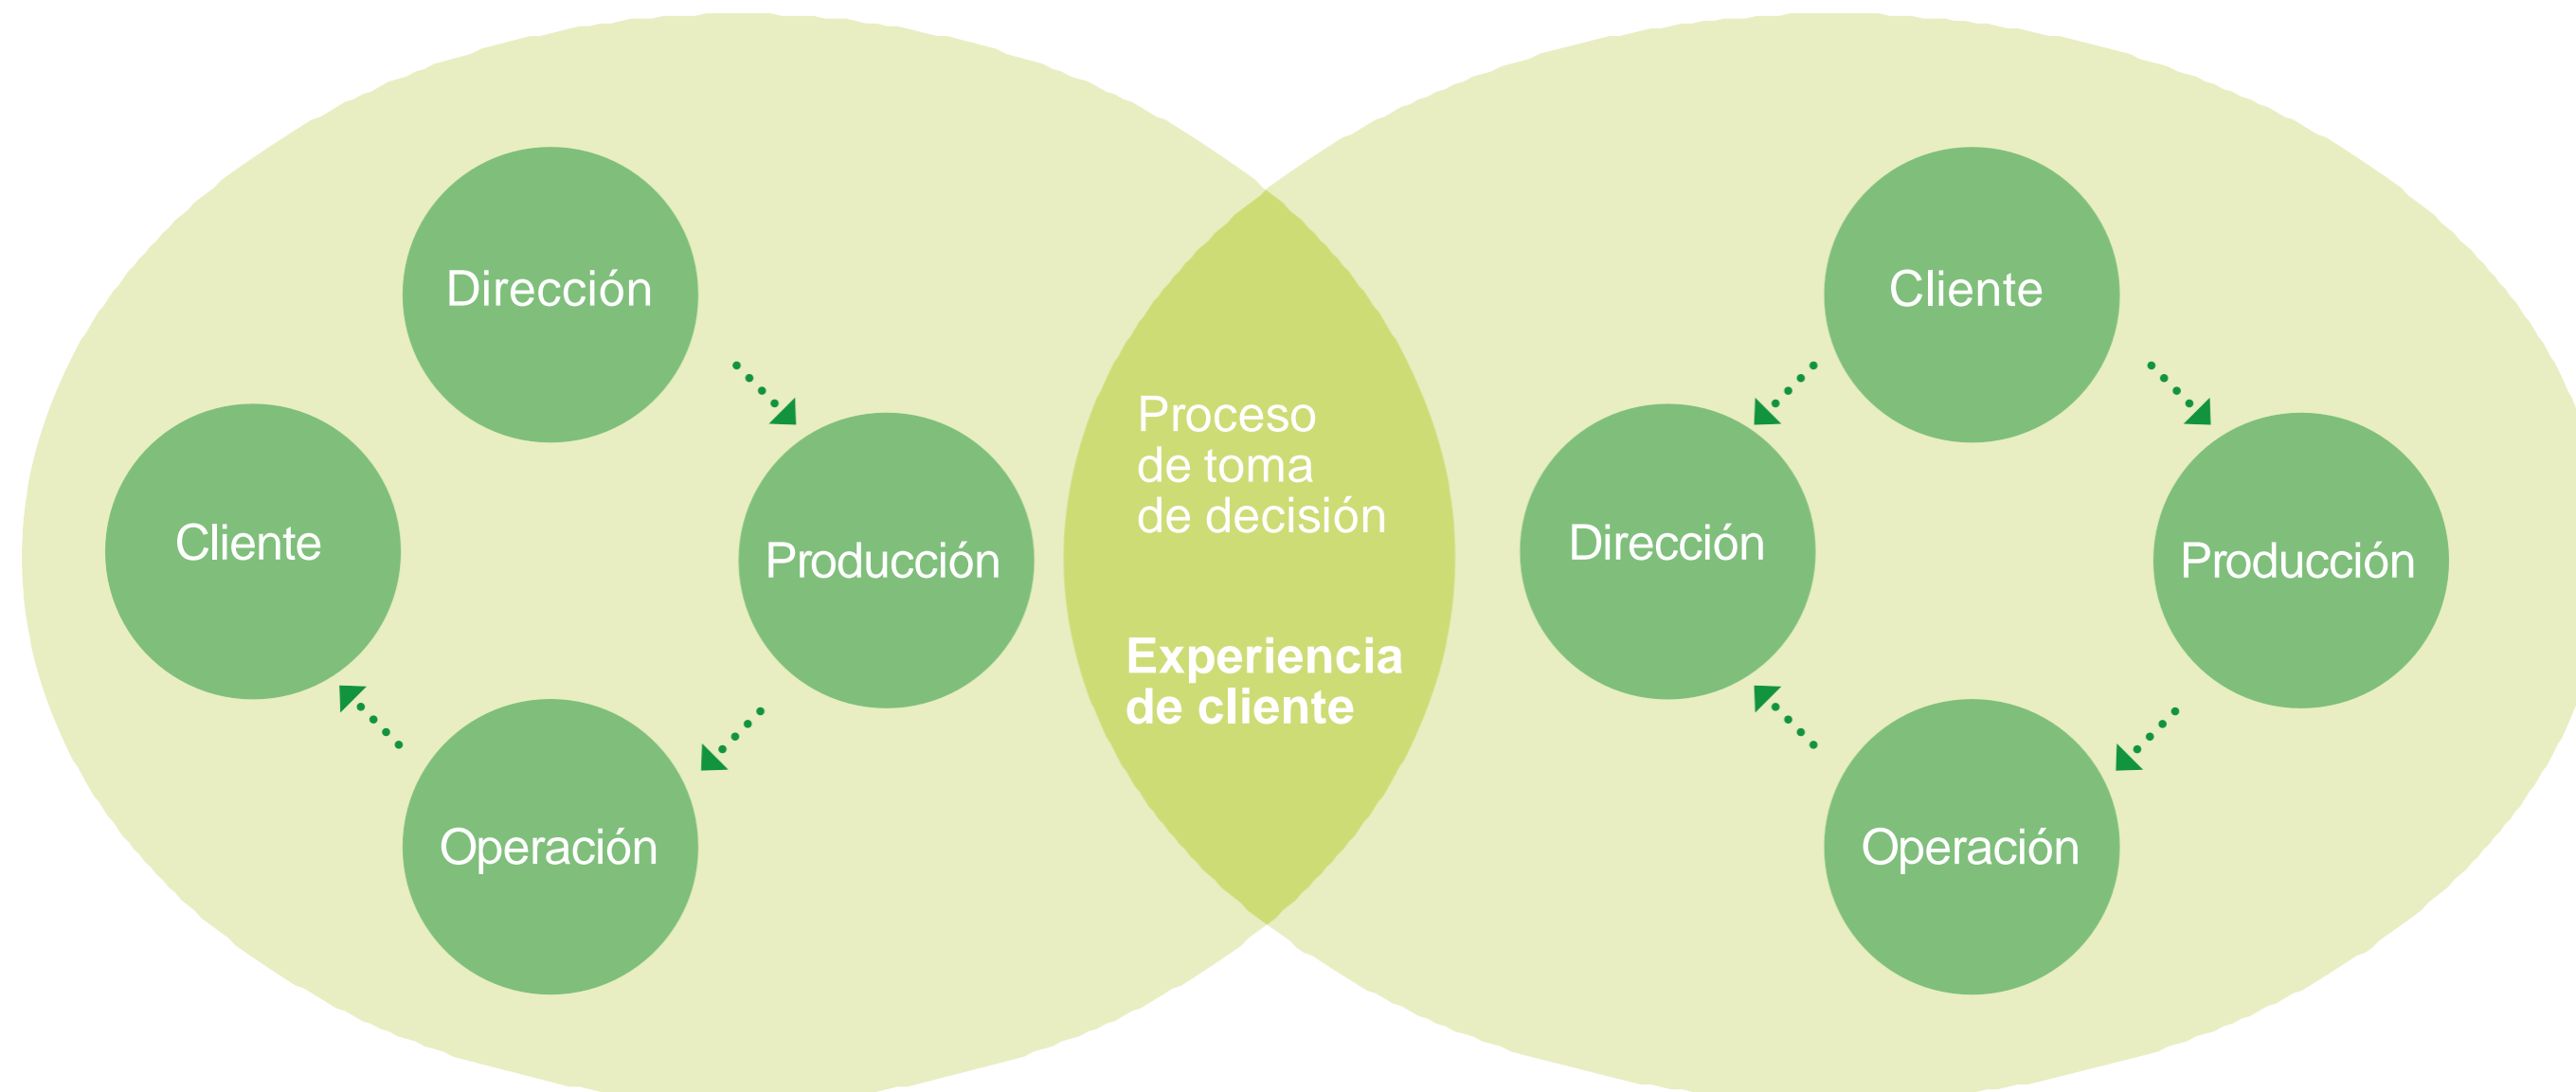 Dirección
Cliente
Producción
Operación
Proceso
de toma
de decisión
Experiencia
de cliente
Cliente
Dirección
Producción
Operación